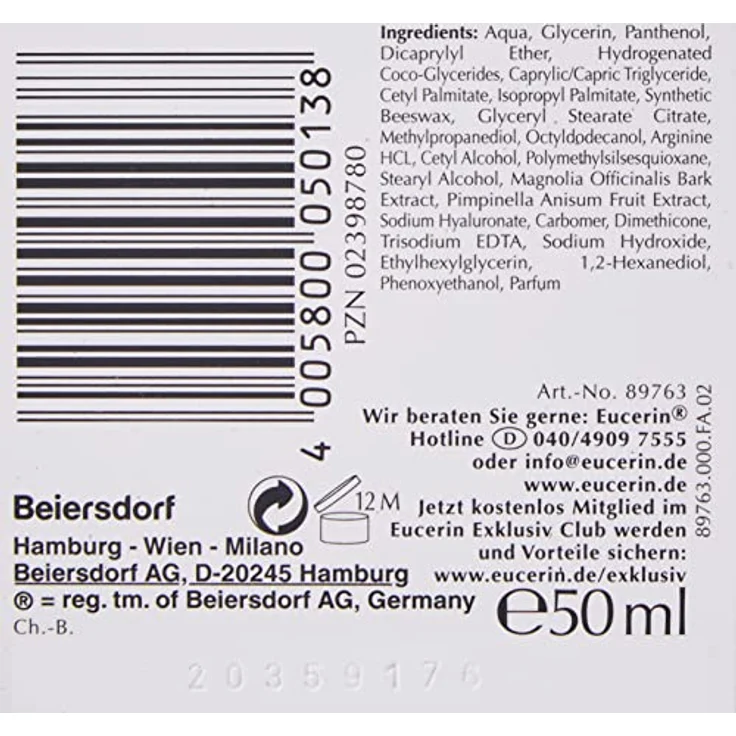 Ingredients: Aqua, Glycerin, Panthenol,
Dicaprylyl Ether, Hydrogenated
Coco-Glycerides, Caprylic/Capric Triglyceride,
Cetyl Palmitate, Isopropyl Palmitate, Synthetic
Beeswax, Glyceryl Stearate Citrate,
Methylpropanediol, Octyldodecanol, Arginine
HCL, Cetyl Alcohol, Polymethylsilsesquioxane,
Stearyl Alcohol, Magnolia Officinalis Bark
Extract, Pimpinella Anisum Fruit Extract,
Sodium Hyaluronate, Carbomer, Dimethicone,
Trisodium EDTA, Sodium Hydroxide,
Ethylhexylglycerin, 1,2-Hexanediol,
Phenoxyethanol, Parfum
4 005800 050138
PZN 02398780
Art.-No. 89763
Wir beraten Sie gerne: Eucerin®
Hotline D 040/4909 7555
oder info@eucerin.de
www.eucerin.de
Jetzt kostenlos Mitglied im
Eucerin Exklusiv Club werden
und Vorteile sichern:
www.eucerin.de/exklusiv
89763.000.FA.02
12 M
Beiersdorf
Hamburg - Wien - Milano
Beiersdorf AG, D-20245 Hamburg
® = reg. tm. of Beiersdorf AG, Germany
Ch.-B.
℮50 ml
20359176